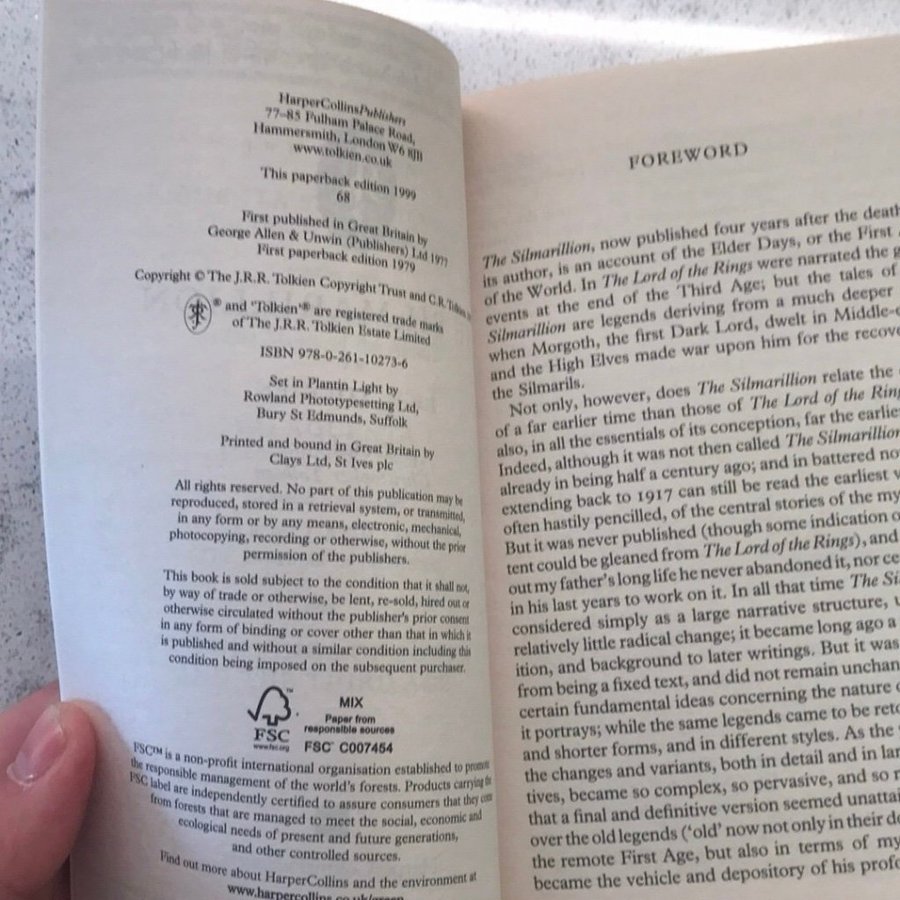 HarperCollinsPublishers
77–85 Fulham Palace Road,
Hammersmith, London W6 8JB
www.tolkien.co.uk
This paperback edition 1999
68
First published in Great Britain by
George Allen & Unwin (Publishers) Ltd 1977
First paperback edition 1979
Copyright © The J.R.R. Tolkien Copyright Trust and C.R. Tolkien
® and 'Tolkien'® are registered trade marks
of The J.R.R. Tolkien Estate Limited
ISBN 978-0-261-10273-6
Set in Plantin Light by
Rowland Phototypesetting Ltd,
Bury St Edmunds, Suffolk
Printed and bound in Great Britain by
Clays Ltd, St Ives plc
All rights reserved. No part of this publication may be
reproduced, stored in a retrieval system, or transmitted,
in any form or by any means, electronic, mechanical,
photocopying, recording or otherwise, without the prior
permission of the publishers.
This book is sold subject to the condition that it shall not,
by way of trade or otherwise, be lent, re-sold, hired out or
otherwise circulated without the publisher's prior consent
in any form of binding or cover other than that in which it
is published and without a similar condition including this
condition being imposed on the subsequent purchaser.
FSC
www.fsc.org
MIX
Paper from
responsible sources
FSC® C007454
FSC™ is a non-profit international organisation established to promote
the responsible management of the world's forests. Products carrying the
FSC label are independently certified to assure consumers that they come
from forests that are managed to meet the social, economic and
ecological needs of present and future generations,
and other controlled sources.
Find out more about HarperCollins and the environment at
www.harpercollins.co.uk/green
FOREWORD
The Silmarillion, now published four years after the death
its author, is an account of the Elder Days, or the First
of the World. In The Lord of the Rings were narrated the
events at the end of the Third Age; but the tales of
Silmarillion are legends deriving from a much deeper
when Morgoth, the first Dark Lord, dwelt in Middle-e
and the High Elves made war upon him for the recove
the Silmarils.
Not only, however, does The Silmarillion relate the
of a far earlier time than those of The Lord of the Ring
also, in all the essentials of its conception, far the earlie
Indeed, although it was not then called The Silmarillion
already in being half a century ago; and in battered no
extending back to 1917 can still be read the earliest v
often hastily pencilled, of the central stories of the my
But it was never published (though some indication o
tent could be gleaned from The Lord of the Rings), and
out my father's long life he never abandoned it, nor ce
in his last years to work on it. In all that time The Si
considered simply as a large narrative structure, u
relatively little radical change; it became long ago a
ition, and background to later writings. But it was
from being a fixed text, and did not remain unchan
certain fundamental ideas concerning the nature o
it portrays; while the same legends came to be reto
and shorter forms, and in different styles. As the
the changes and variants, both in detail and in lar
tives, became so complex, so pervasive, and so
that a final and definitive version seemed unattai
over the old legends ('old' now not only in their de
the remote First Age, but also in terms of my
became the vehicle and depository of his profo